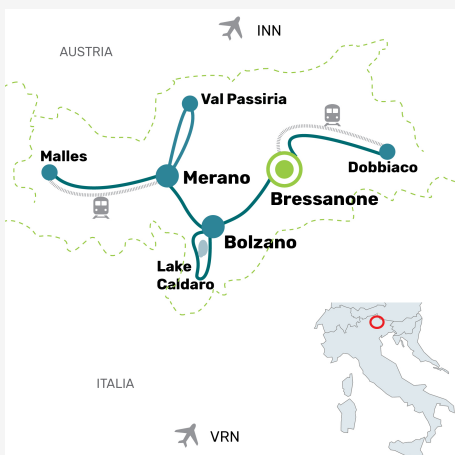 INN
AUSTRIA
Val Passiria
Malles
Merano
Dobbiaco
Bressanone
Bolzano
Lake
Caldaro
ITALIA
VRN